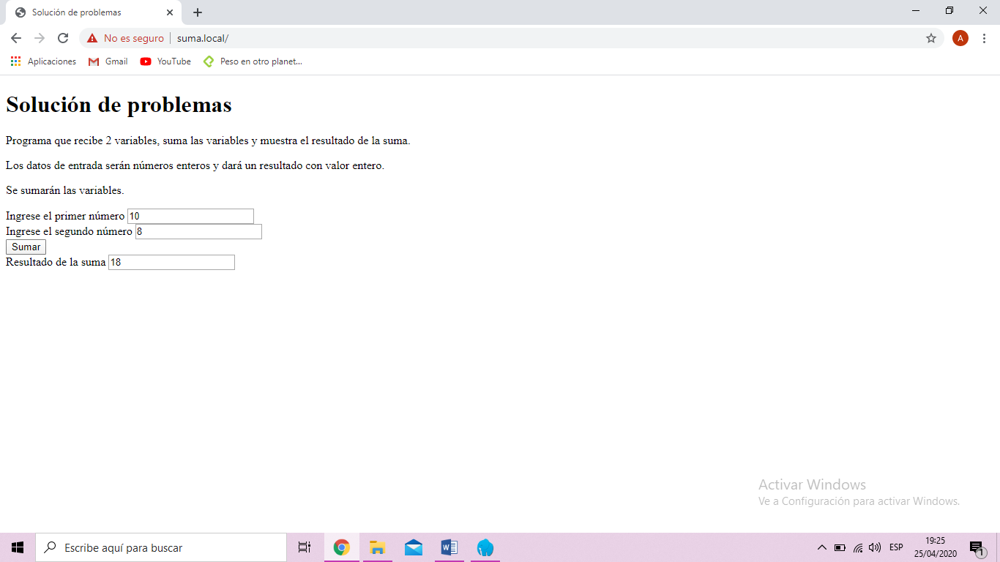 Solución de problemas
No es seguro suma.local/
A
Aplicaciones Gmail YouTube Peso en otro planet...
Solución de problemas
Programa que recibe 2 variables, suma las variables y muestra el resultado de la suma.
Los datos de entrada serán números enteros y dará un resultado con valor entero.
Se sumarán las variables.
Ingrese el primer número 10
Ingrese el segundo número 8
Sumar
Resultado de la suma 18
Activar Windows
Ve a Configuración para activar Windows.
Escribe aquí para buscar
W
ESP
19:25
25/04/2020
1